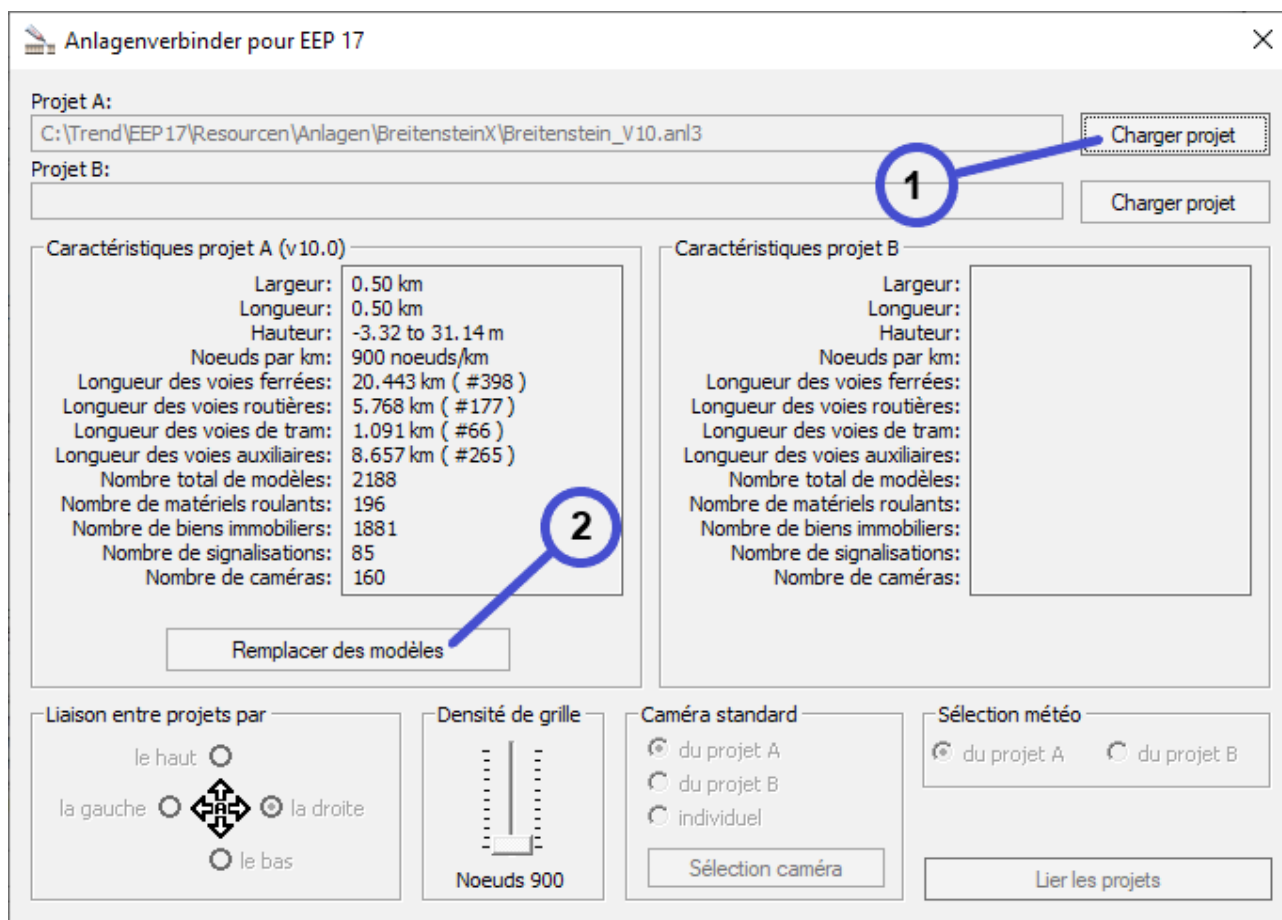 Anlagenverbinder pour EEP 17
Projet A:
C:\Trend\EEP17\Resourcen\Anlagen\BreitensteinX\Breitenstein_V10.anl3
Charger projet
1
Projet B:
Charger projet
Caractéristiques projet A (v10.0)
Largeur: 0.50 km
Longueur: 0.50 km
Hauteur: -3.32 to 31.14 m
Noeuds par km: 900 noeuds/km
Longueur des voies ferrées: 20.443 km ( #398 )
Longueur des voies routières: 5.768 km ( #177 )
Longueur des voies de tram: 1.091 km ( #66 )
Longueur des voies auxiliaires: 8.657 km ( #265 )
Nombre total de modèles: 2188
Nombre de matériels roulants: 196
Nombre de biens immobiliers: 1881
Nombre de signalisations: 85
Nombre de caméras: 160
2
Remplacer des modèles
Caractéristiques projet B
Largeur:
Longueur:
Hauteur:
Noeuds par km:
Longueur des voies ferrées:
Longueur des voies routières:
Longueur des voies de tram:
Longueur des voies auxiliaires:
Nombre total de modèles:
Nombre de matériels roulants:
Nombre de biens immobiliers:
Nombre de signalisations:
Nombre de caméras:
Liaison entre projets par
le haut
la gauche A la droite
le bas
Densité de grille
Noeuds 900
Caméra standard
du projet A
du projet B
individuel
Sélection caméra
Sélection météo
du projet A du projet B
Lier les projets